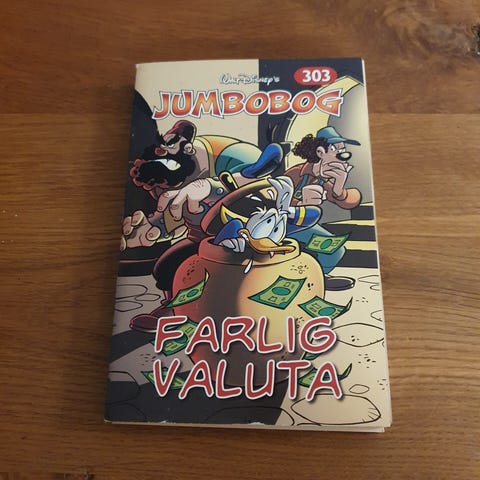 Walt Disney's 303
JUMBOBOG
FARLIG
VALUTA